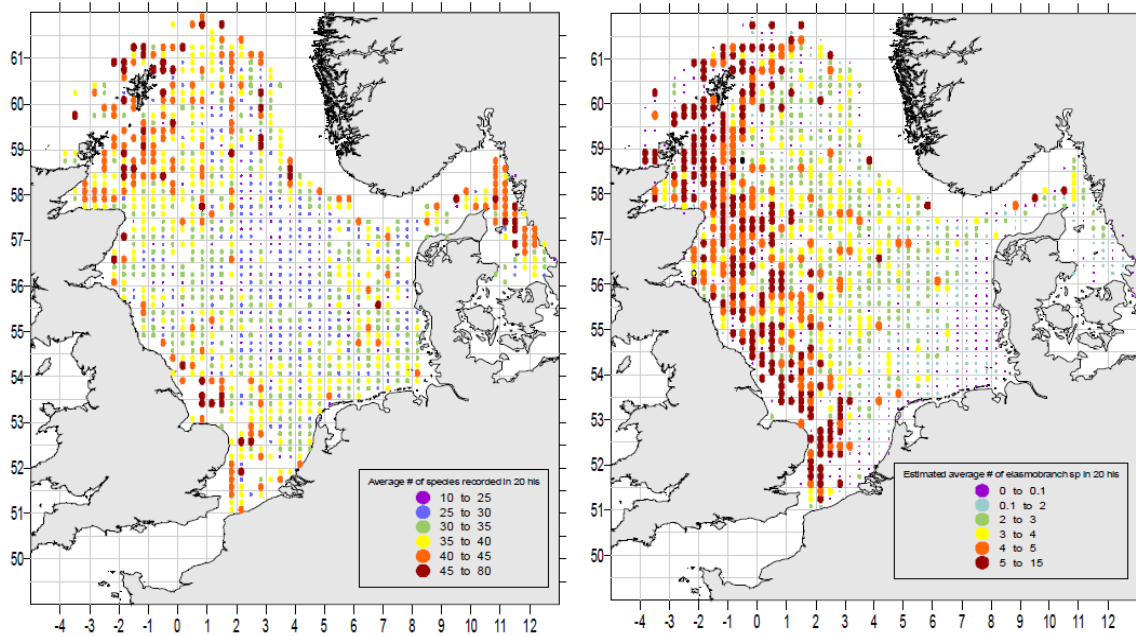 61
60
59
58
57
56
55
54
53
52
51
50
Average # of species recorded in 20 hls
10 to 25
25 to 30
30 to 35
35 to 40
40 to 45
45 to 80
-4 -3 -2 -1 0 1 2 3 4 5 6 7 8 9 10 11 12
61
60
59
58
57
56
55
54
53
52
51
50
Estimated average # of elasmobranch sp in 20 hls
0 to 0.1
0.1 to 2
2 to 3
3 to 4
4 to 5
5 to 15
-4 -3 -2 -1 0 1 2 3 4 5 6 7 8 9 10 11 12